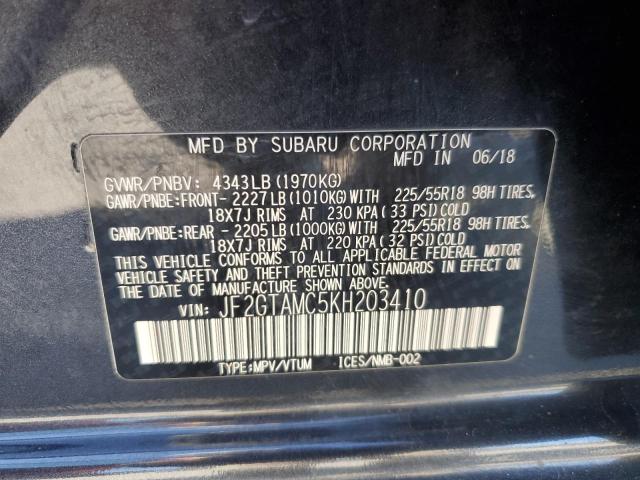 MFD BY SUBARU CORPORATION
MFD IN 06/18
GVWR/PNBV: 4343LB (1970KG)
GAWR/PNBE:FRONT- 2227LB (1010KG) WITH 225/55R18 98H TIRES,
18X7J RIMS AT 230 KPA (33 PSI) COLD
GAWR/PNBE:REAR - 2205LB (1000KG) WITH 225/55R18 98H TIRES,
18X7J RIMS AT 220 KPA (32 PSI) COLD
THIS VEHICLE CONFORMS TO ALL APPLICABLE FEDERAL MOTOR
VEHICLE SAFETY AND THEFT PREVENTION STANDARDS IN EFFECT
ON THE DATE OF MANUFACTURE SHOWN ABOVE.
VIN: JF2GTAMC5KH203410
TYPE:MPV/VTUM ICES/NMB-002